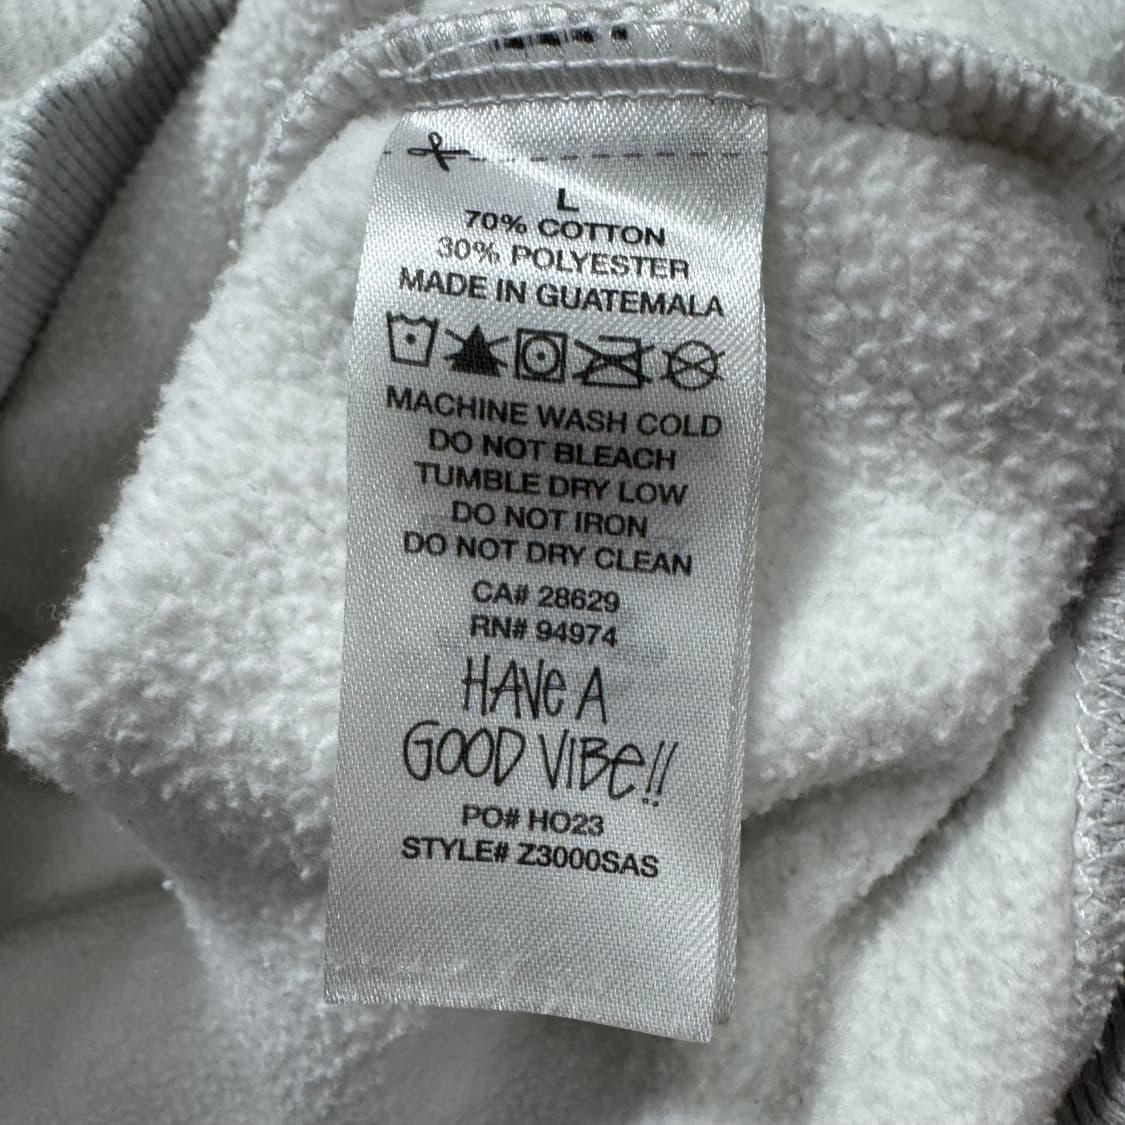 L
70% COTTON
30% POLYESTER
MADE IN GUATEMALA
MACHINE WASH COLD
DO NOT BLEACH
TUMBLE DRY LOW
DO NOT IRON
DO NOT DRY CLEAN
CA# 28629
RN# 94974
HAVE A
GOOD VIBE!!
PO# HO23
STYLE# Z3000SAS